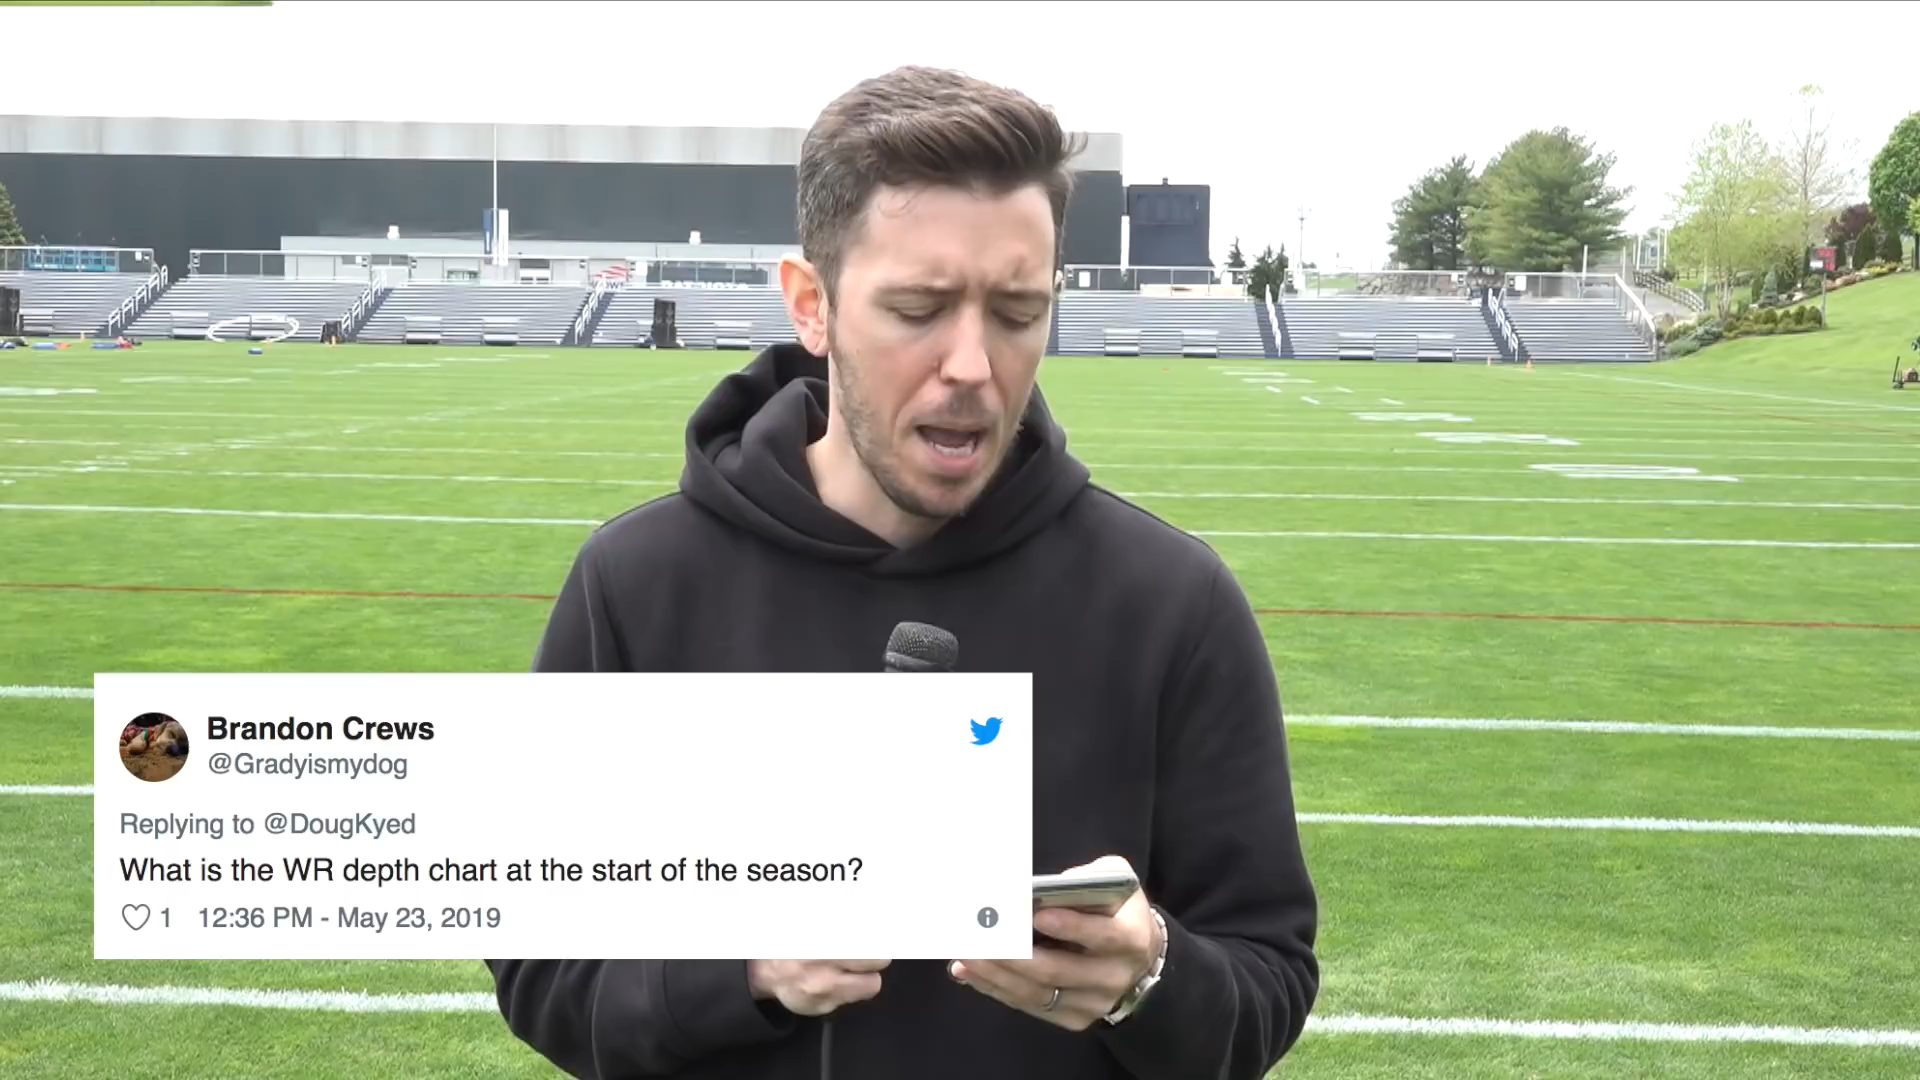 PATRIOTS
Brandon Crews
@Gradyismydog
Replying to @DougKyed
What is the WR depth chart at the start of the season?
1 12:36 PM - May 23, 2019